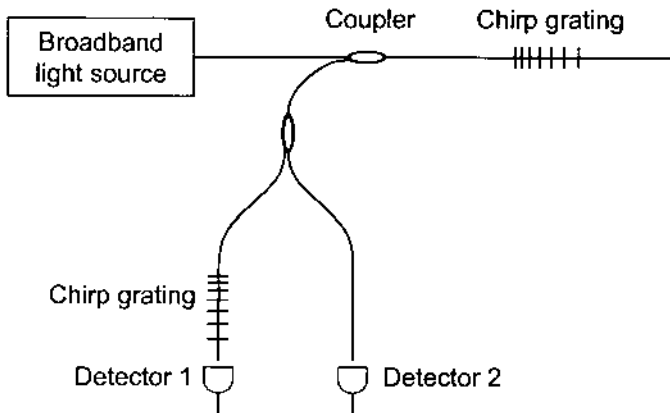 Coupler
Chirp grating
Broadband
light source
Chirp grating
Detector 1
Detector 2